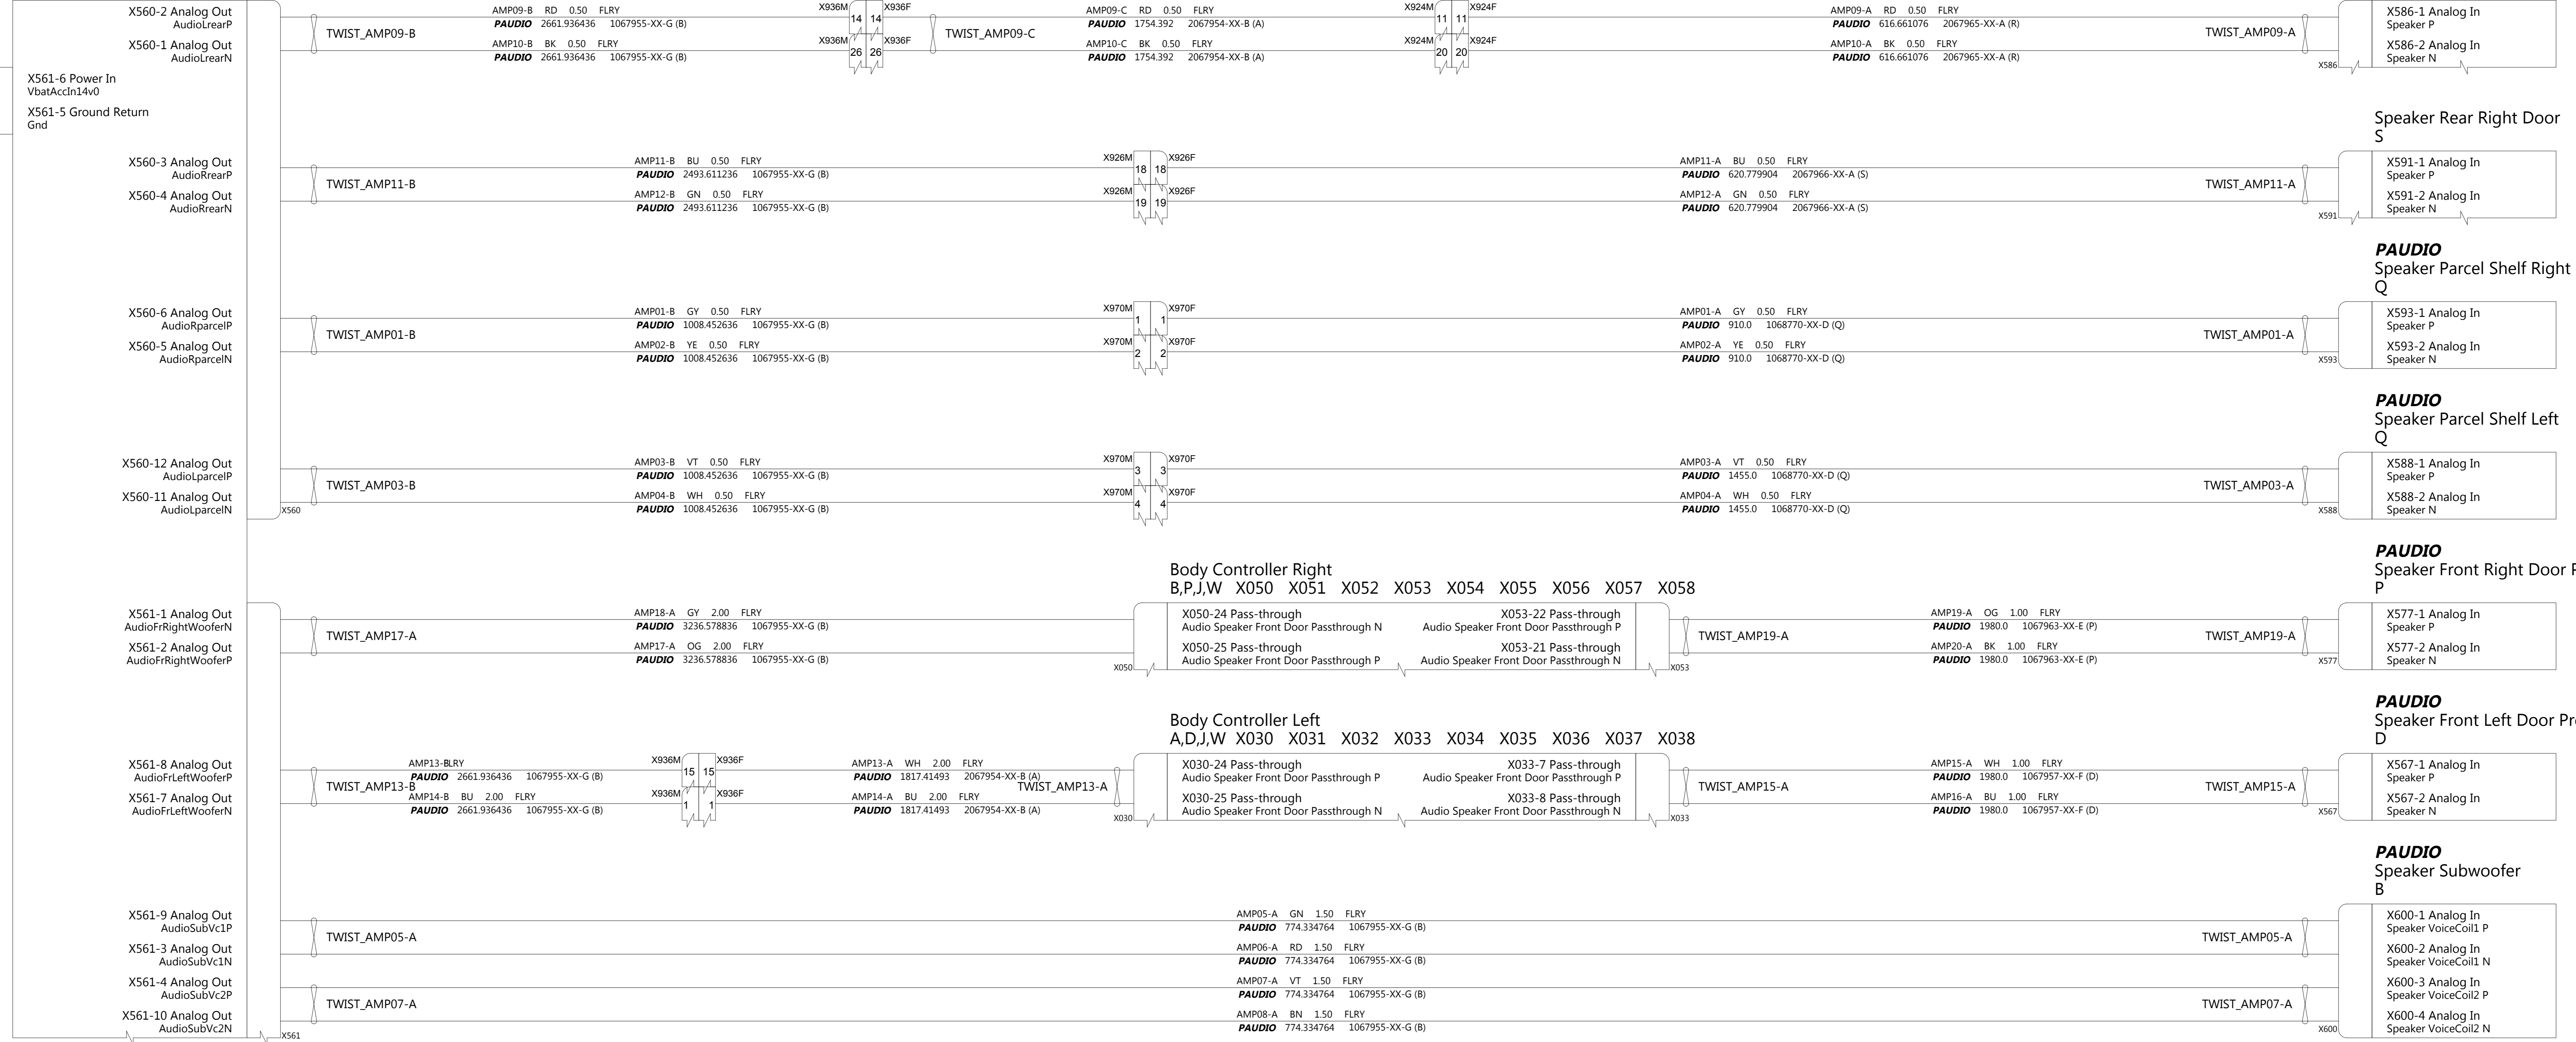 X560-2 Analog Out
AudioLrearP
X560-1 Analog Out
AudioLrearN
TWIST_AMP09-B
AMP09-B RD 0.50 FLRY
PAUDIO 2661.936436 1067955-XX-G (B)
AMP10-B BK 0.50 FLRY
PAUDIO 2661.936436 1067955-XX-G (B)
X936M 14 14 X936F
X936M 26 26 X936F
TWIST_AMP09-C
AMP09-C RD 0.50 FLRY
PAUDIO 1754.392 2067954-XX-B (A)
AMP10-C BK 0.50 FLRY
PAUDIO 1754.392 2067954-XX-B (A)
X924M 11 11 X924F
X924M 20 20 X924F
AMP09-A RD 0.50 FLRY
PAUDIO 616.661076 2067965-XX-A (R)
AMP10-A BK 0.50 FLRY
PAUDIO 616.661076 2067965-XX-A (R)
TWIST_AMP09-A
X586
X586-1 Analog In
Speaker P
X586-2 Analog In
Speaker N
X561-6 Power In
VbatAccIn14v0
X561-5 Ground Return
Gnd
Speaker Rear Right Door
S
X560-3 Analog Out
AudioRrearP
X560-4 Analog Out
AudioRrearN
TWIST_AMP11-B
AMP11-B BU 0.50 FLRY
PAUDIO 2493.611236 1067955-XX-G (B)
AMP12-B GN 0.50 FLRY
PAUDIO 2493.611236 1067955-XX-G (B)
X926M 18 18 X926F
X926M 19 19 X926F
AMP11-A BU 0.50 FLRY
PAUDIO 620.779904 2067966-XX-A (S)
AMP12-A GN 0.50 FLRY
PAUDIO 620.779904 2067966-XX-A (S)
TWIST_AMP11-A
X591
X591-1 Analog In
Speaker P
X591-2 Analog In
Speaker N
PAUDIO
Speaker Parcel Shelf Right
Q
X560-6 Analog Out
AudioRparcelP
X560-5 Analog Out
AudioRparcelN
TWIST_AMP01-B
AMP01-B GY 0.50 FLRY
PAUDIO 1008.452636 1067955-XX-G (B)
AMP02-B YE 0.50 FLRY
PAUDIO 1008.452636 1067955-XX-G (B)
X970M 1 1 X970F
X970M 2 2 X970F
AMP01-A GY 0.50 FLRY
PAUDIO 910.0 1068770-XX-D (Q)
AMP02-A YE 0.50 FLRY
PAUDIO 910.0 1068770-XX-D (Q)
TWIST_AMP01-A
X593
X593-1 Analog In
Speaker P
X593-2 Analog In
Speaker N
PAUDIO
Speaker Parcel Shelf Left
Q
X560-12 Analog Out
AudioLparcelP
X560-11 Analog Out
AudioLparcelN
X560
TWIST_AMP03-B
AMP03-B VT 0.50 FLRY
PAUDIO 1008.452636 1067955-XX-G (B)
AMP04-B WH 0.50 FLRY
PAUDIO 1008.452636 1067955-XX-G (B)
X970M 3 3 X970F
X970M 4 4 X970F
AMP03-A VT 0.50 FLRY
PAUDIO 1455.0 1068770-XX-D (Q)
AMP04-A WH 0.50 FLRY
PAUDIO 1455.0 1068770-XX-D (Q)
TWIST_AMP03-A
X588
X588-1 Analog In
Speaker P
X588-2 Analog In
Speaker N
PAUDIO
Speaker Front Right Door
P
Body Controller Right
B,P,J,W X050 X051 X052 X053 X054 X055 X056 X057 X058
X561-1 Analog Out
AudioFrRightWooferN
X561-2 Analog Out
AudioFrRightWooferP
TWIST_AMP17-A
AMP18-A GY 2.00 FLRY
PAUDIO 3236.578836 1067955-XX-G (B)
AMP17-A OG 2.00 FLRY
PAUDIO 3236.578836 1067955-XX-G (B)
X050
X050-24 Pass-through
Audio Speaker Front Door Passthrough N
X050-25 Pass-through
Audio Speaker Front Door Passthrough P
X053-22 Pass-through
Audio Speaker Front Door Passthrough P
X053-21 Pass-through
Audio Speaker Front Door Passthrough N
X053
TWIST_AMP19-A
AMP19-A OG 1.00 FLRY
PAUDIO 1980.0 1067963-XX-E (P)
AMP20-A BK 1.00 FLRY
PAUDIO 1980.0 1067963-XX-E (P)
TWIST_AMP19-A
X577
X577-1 Analog In
Speaker P
X577-2 Analog In
Speaker N
PAUDIO
Speaker Front Left Door Pr
D
Body Controller Left
A,D,J,W X030 X031 X032 X033 X034 X035 X036 X037 X038
X561-8 Analog Out
AudioFrLeftWooferP
X561-7 Analog Out
AudioFrLeftWooferN
TWIST_AMP13-B
AMP13-BLRY
PAUDIO 2661.936436 1067955-XX-G (B)
AMP14-B BU 2.00 FLRY
PAUDIO 2661.936436 1067955-XX-G (B)
X936M 15 15 X936F
X936M 1 1 X936F
AMP13-A WH 2.00 FLRY
PAUDIO 1817.41493 2067954-XX-B (A)
TWIST_AMP13-A
AMP14-A BU 2.00 FLRY
PAUDIO 1817.41493 2067954-XX-B (A)
X030
X030-24 Pass-through
Audio Speaker Front Door Passthrough P
X030-25 Pass-through
Audio Speaker Front Door Passthrough N
X033-7 Pass-through
Audio Speaker Front Door Passthrough P
X033-8 Pass-through
Audio Speaker Front Door Passthrough N
X033
TWIST_AMP15-A
AMP15-A WH 1.00 FLRY
PAUDIO 1980.0 1067957-XX-F (D)
AMP16-A BU 1.00 FLRY
PAUDIO 1980.0 1067957-XX-F (D)
TWIST_AMP15-A
X567
X567-1 Analog In
Speaker P
X567-2 Analog In
Speaker N
PAUDIO
Speaker Subwoofer
B
X561-9 Analog Out
AudioSubVc1P
X561-3 Analog Out
AudioSubVc1N
X561-4 Analog Out
AudioSubVc2P
X561-10 Analog Out
AudioSubVc2N
X561
TWIST_AMP05-A
TWIST_AMP07-A
AMP05-A GN 1.50 FLRY
PAUDIO 774.334764 1067955-XX-G (B)
AMP06-A RD 1.50 FLRY
PAUDIO 774.334764 1067955-XX-G (B)
AMP07-A VT 1.50 FLRY
PAUDIO 774.334764 1067955-XX-G (B)
AMP08-A BN 1.50 FLRY
PAUDIO 774.334764 1067955-XX-G (B)
TWIST_AMP05-A
TWIST_AMP07-A
X600
X600-1 Analog In
Speaker VoiceCoil1 P
X600-2 Analog In
Speaker VoiceCoil1 N
X600-3 Analog In
Speaker VoiceCoil2 P
X600-4 Analog In
Speaker VoiceCoil2 N